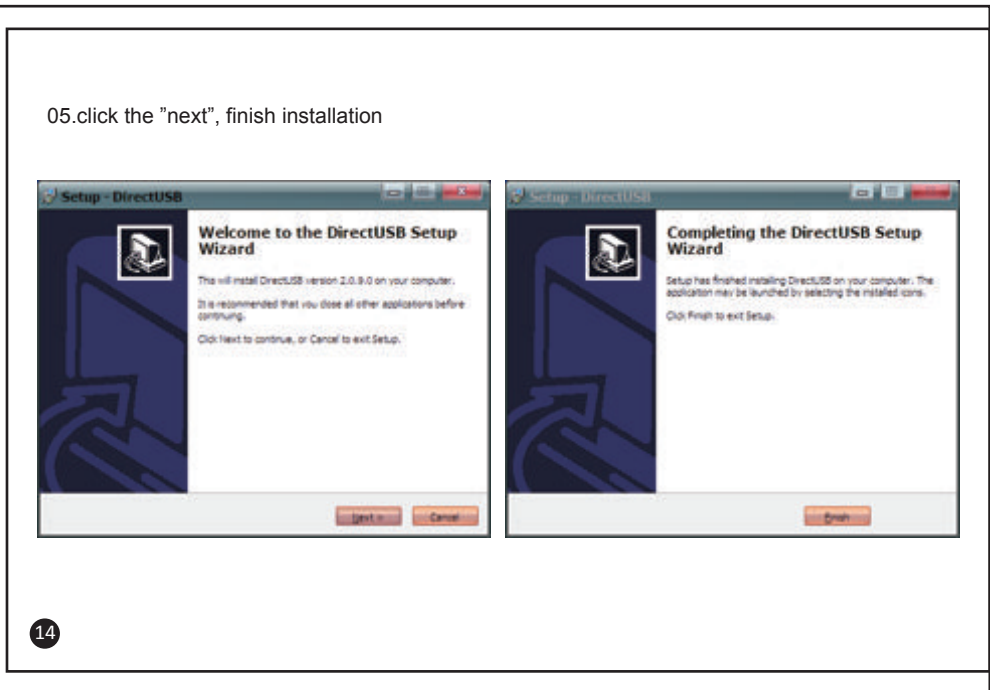 05.click the ”next”, finish installation
Setup - DirectUSB
Welcome to the DirectUSB Setup
Wizard
This will install DirectUSB version 2.0.9.0 on your computer.
It is recommended that you close all other applications before
continuing.
Click Next to continue, or Cancel to exit Setup.
Next >
Cancel
Setup - DirectUSB
Completing the DirectUSB Setup
Wizard
Setup has finished installing DirectUSB on your computer. The
application may be launched by selecting the installed icons.
Click Finish to exit Setup.
Finish
14